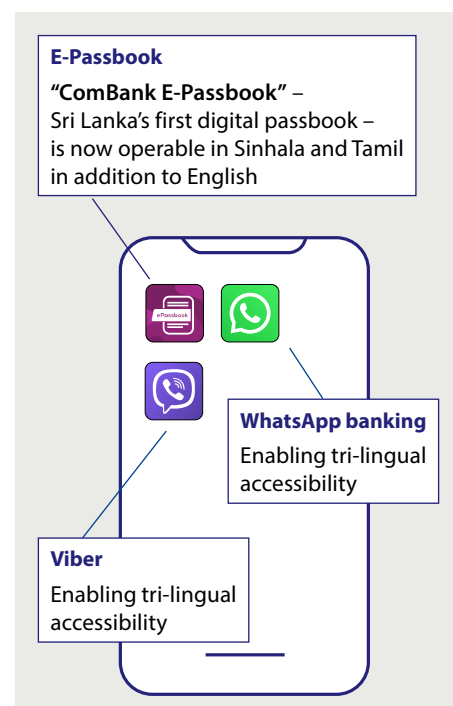 E-Passbook
“ComBank E-Passbook” –
Sri Lanka’s first digital passbook –
is now operable in Sinhala and Tamil
in addition to English
ePassbook
WhatsApp banking
Enabling tri-lingual
accessibility
Viber
Enabling tri-lingual
accessibility